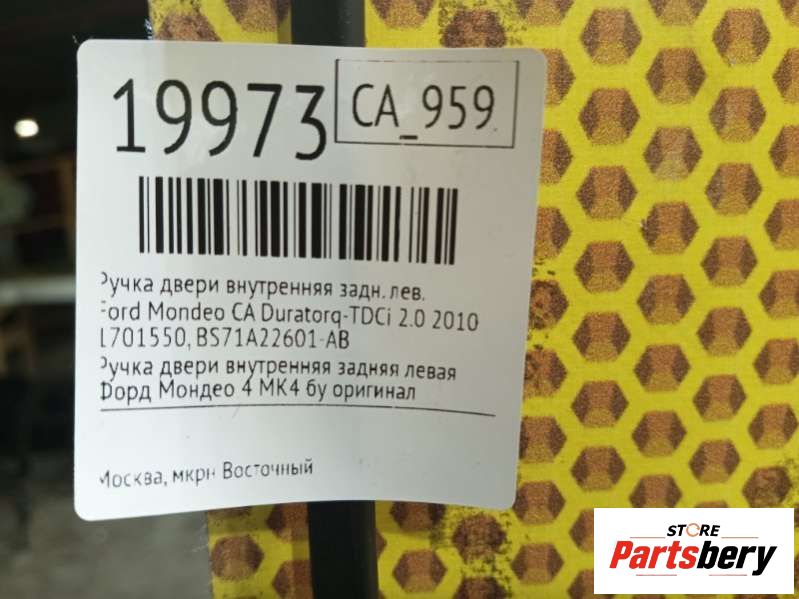 19973
CA_959
Ручка двери внутренняя задн. лев.
Ford Mondeo CA Duratorq-TDCi 2.0 2010
1701550, BS71A22601-AB
Ручка двери внутренняя задняя левая
Форд Мондео 4 МК4 бу оригинал
Москва, мкрн Восточный
STORE
Partsbery